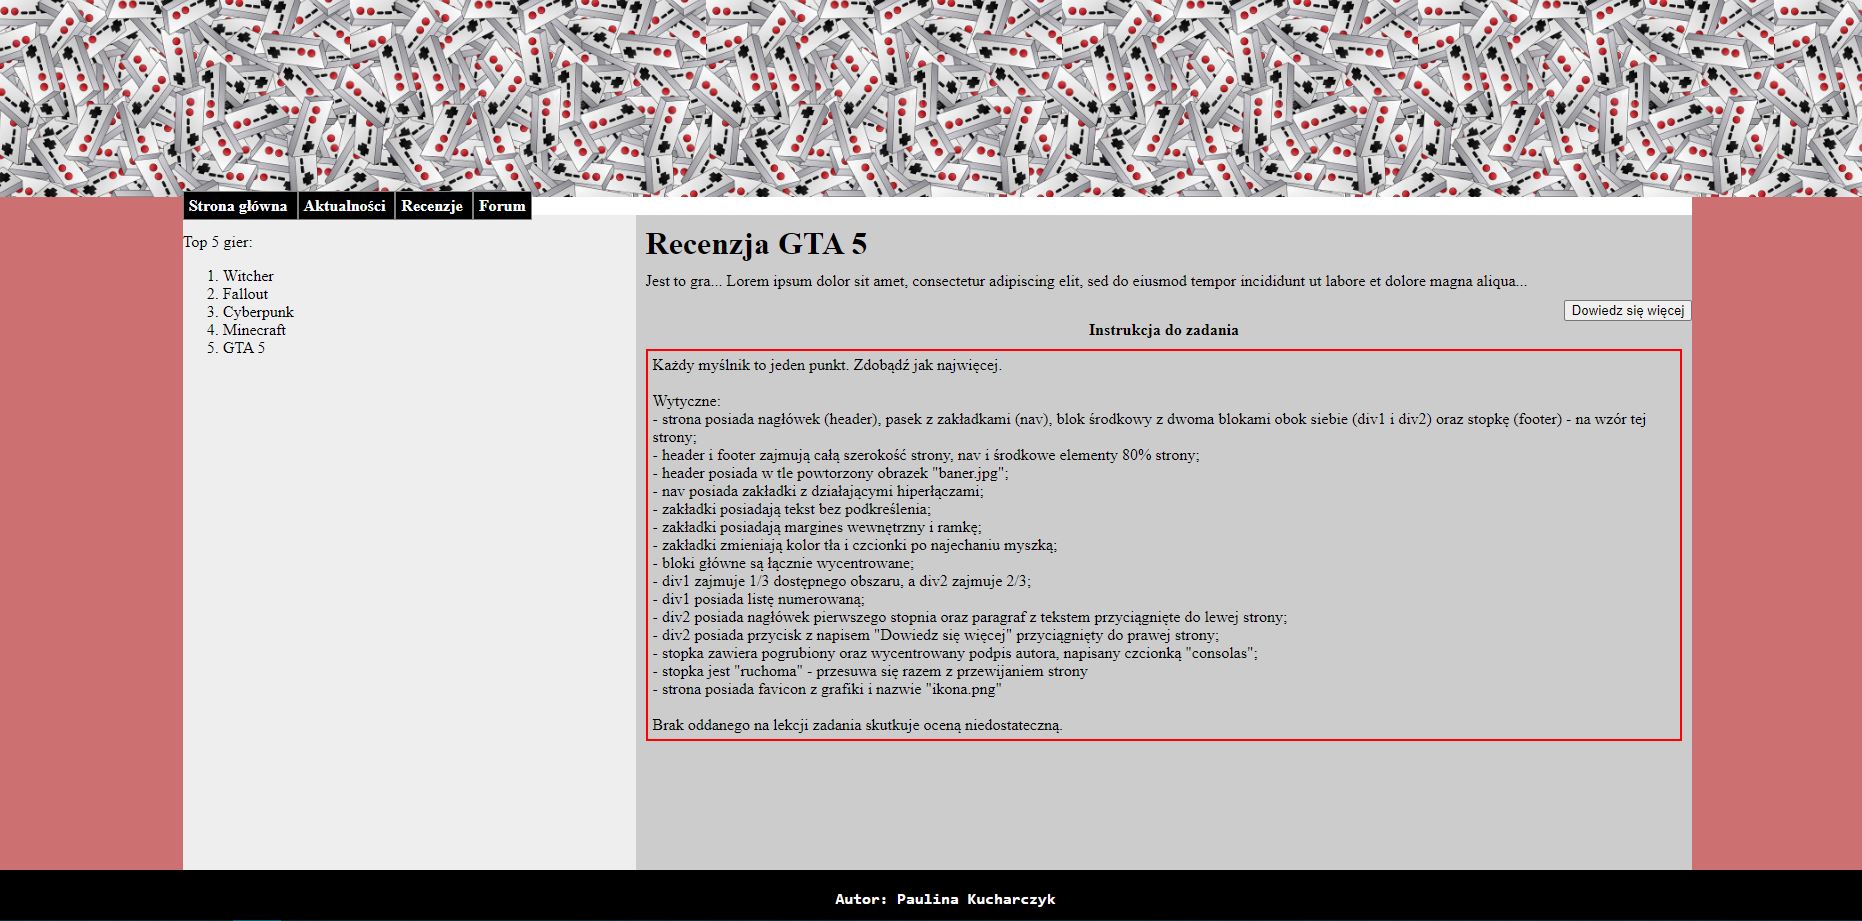 Strona główna Aktualności Recenzje Forum
Top 5 gier:
1. Witcher
2. Fallout
3. Cyberpunk
4. Minecraft
5. GTA 5
Recenzja GTA 5
Jest to gra... Lorem ipsum dolor sit amet, consectetur adipiscing elit, sed do eiusmod tempor incididunt ut labore et dolore magna aliqua...
Dowiedz się więcej
Instrukcja do zadania
Każdy myślnik to jeden punkt. Zdobądź jak najwięcej.
Wytyczne:
- strona posiada nagłówek (header), pasek z zakładkami (nav), blok środkowy z dwoma blokami obok siebie (div1 i div2) oraz stopkę (footer) - na wzór tej
strony;
- header i footer zajmują całą szerokość strony, nav i środkowe elementy 80% strony;
- header posiada w tle powtorzony obrazek "baner.jpg";
- nav posiada zakładki z działającymi hiperłączami;
- zakładki posiadają tekst bez podkreślenia;
- zakładki posiadają margines wewnętrzny i ramkę;
- zakładki zmieniają kolor tła i czcionki po najechaniu myszką;
- bloki główne są łącznie wycentrowane;
- div1 zajmuje 1/3 dostępnego obszaru, a div2 zajmuje 2/3;
- div1 posiada listę numerowaną;
- div2 posiada nagłówek pierwszego stopnia oraz paragraf z tekstem przyciągnięte do lewej strony;
- div2 posiada przycisk z napisem "Dowiedz się więcej" przyciągnięty do prawej strony;
- stopka zawiera pogrubiony oraz wycentrowany podpis autora, napisany czcionką "consolas";
- stopka jest "ruchoma" - przesuwa się razem z przewijaniem strony
- strona posiada favicon z grafiki i nazwie "ikona.png"
Brak oddanego na lekcji zadania skutkuje oceną niedostateczną.
Autor: Paulina Kucharczyk